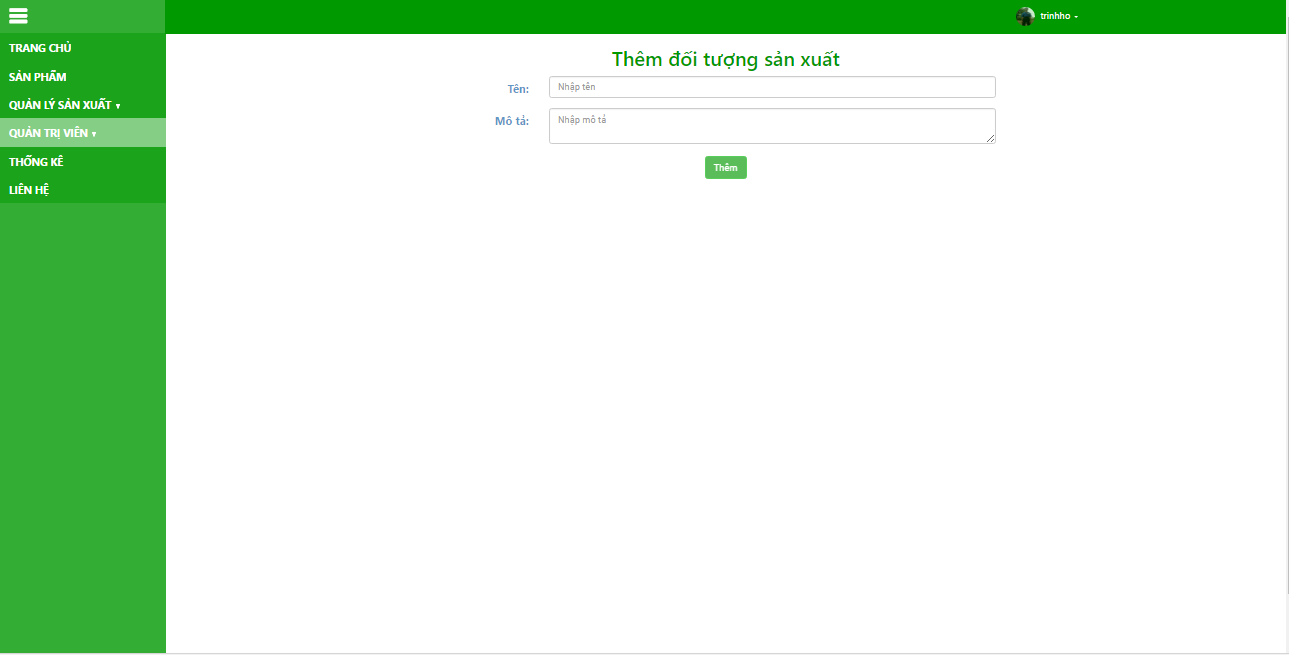 trinhho
TRANG CHỦ
SẢN PHẨM
QUẢN LÝ SẢN XUẤT ▼
QUẢN TRỊ VIÊN ▼
THỐNG KÊ
LIÊN HỆ
Thêm đối tượng sản xuất
Tên: Nhập tên
Mô tả: Nhập mô tả
Thêm